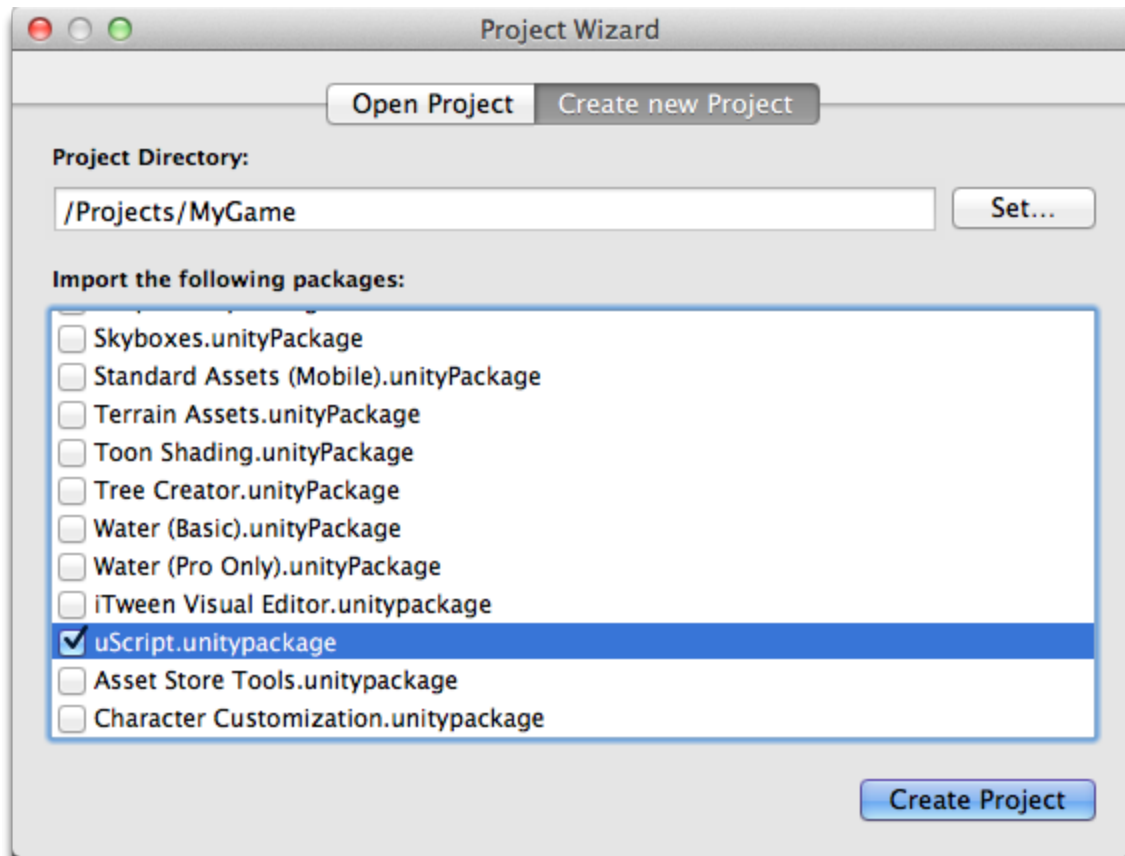 Project Wizard
Open Project Create new Project
Project Directory:
/Projects/MyGame Set...
Import the following packages:
Skyboxes.unityPackage
Standard Assets (Mobile).unityPackage
Terrain Assets.unityPackage
Toon Shading.unityPackage
Tree Creator.unityPackage
Water (Basic).unityPackage
Water (Pro Only).unityPackage
iTween Visual Editor.unitypackage
uScript.unitypackage
Asset Store Tools.unitypackage
Character Customization.unitypackage
Create Project